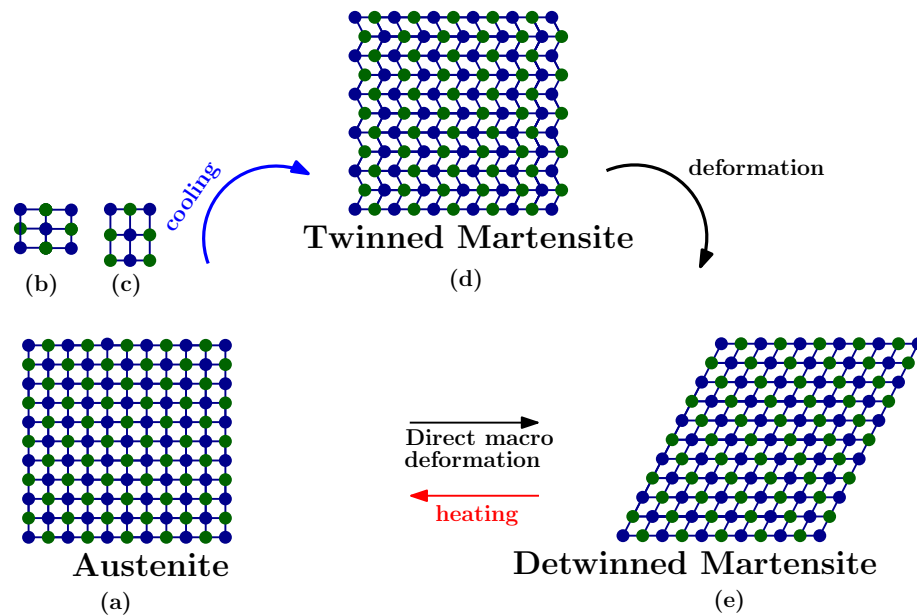 cooling
deformation
Twinned Martensite
(b)
(c)
(d)
Direct macro
deformation
heating
Austenite
Detwinned Martensite
(a)
(e)